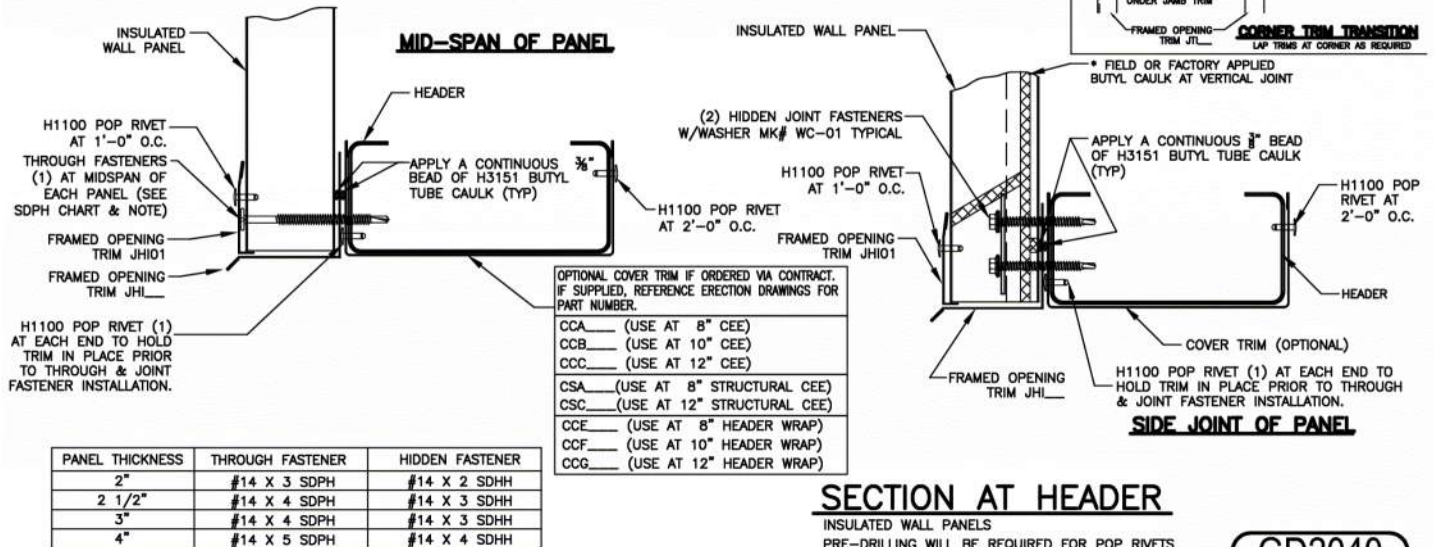 INSULATED
WALL PANEL
MID-SPAN OF PANEL
HEADER
H1100 POP RIVET
AT 1'-0" O.C.
THROUGH FASTENERS
(1) AT MIDSPAN OF
EACH PANEL (SEE
SDPH CHART & NOTE)
FRAMED OPENING
TRIM JHI01
FRAMED OPENING
TRIM JHI__
H1100 POP RIVET (1)
AT EACH END TO HOLD
TRIM IN PLACE PRIOR
TO THROUGH & JOINT
FASTENER INSTALLATION.
APPLY A CONTINUOUS ⅜"
BEAD OF H3151 BUTYL
TUBE CAULK (TYP)
H1100 POP RIVET
AT 2'-0" O.C.
OPTIONAL COVER TRIM IF ORDERED VIA CONTRACT.
IF SUPPLIED, REFERENCE ERECTION DRAWINGS FOR
PART NUMBER.
CCA___ (USE AT 8" CEE)
CCB___ (USE AT 10" CEE)
CCC___ (USE AT 12" CEE)
CSA___(USE AT 8" STRUCTURAL CEE)
CSC___(USE AT 12" STRUCTURAL CEE)
CCE___ (USE AT 8" HEADER WRAP)
CCF___ (USE AT 10" HEADER WRAP)
CCG___ (USE AT 12" HEADER WRAP)
PANEL THICKNESS THROUGH FASTENER HIDDEN FASTENER
2" #14 X 3 SDPH #14 X 2 SDHH
2 1/2" #14 X 4 SDPH #14 X 3 SDHH
3" #14 X 4 SDPH #14 X 3 SDHH
4" #14 X 5 SDPH #14 X 4 SDHH
UNDER JAMB TRIM
FRAMED OPENING
TRIM JTL__
CORNER TRIM TRANSITION
LAP TRIMS AT CORNER AS REQUIRED
INSULATED WALL PANEL
* FIELD OR FACTORY APPLIED
BUTYL CAULK AT VERTICAL JOINT
(2) HIDDEN JOINT FASTENERS
W/WASHER MK# WC-01 TYPICAL
H1100 POP RIVET
AT 1'-0" O.C.
FRAMED OPENING
TRIM JHI01
APPLY A CONTINUOUS ⅜" BEAD
OF H3151 BUTYL TUBE CAULK
(TYP)
H1100 POP
RIVET AT
2'-0" O.C.
HEADER
COVER TRIM (OPTIONAL)
FRAMED OPENING
TRIM JHI__
H1100 POP RIVET (1) AT EACH END TO
HOLD TRIM IN PLACE PRIOR TO THROUGH
& JOINT FASTENER INSTALLATION.
SIDE JOINT OF PANEL
SECTION AT HEADER
INSULATED WALL PANELS
PRE-DRILLING WILL BE REQUIRED FOR POP RIVETS